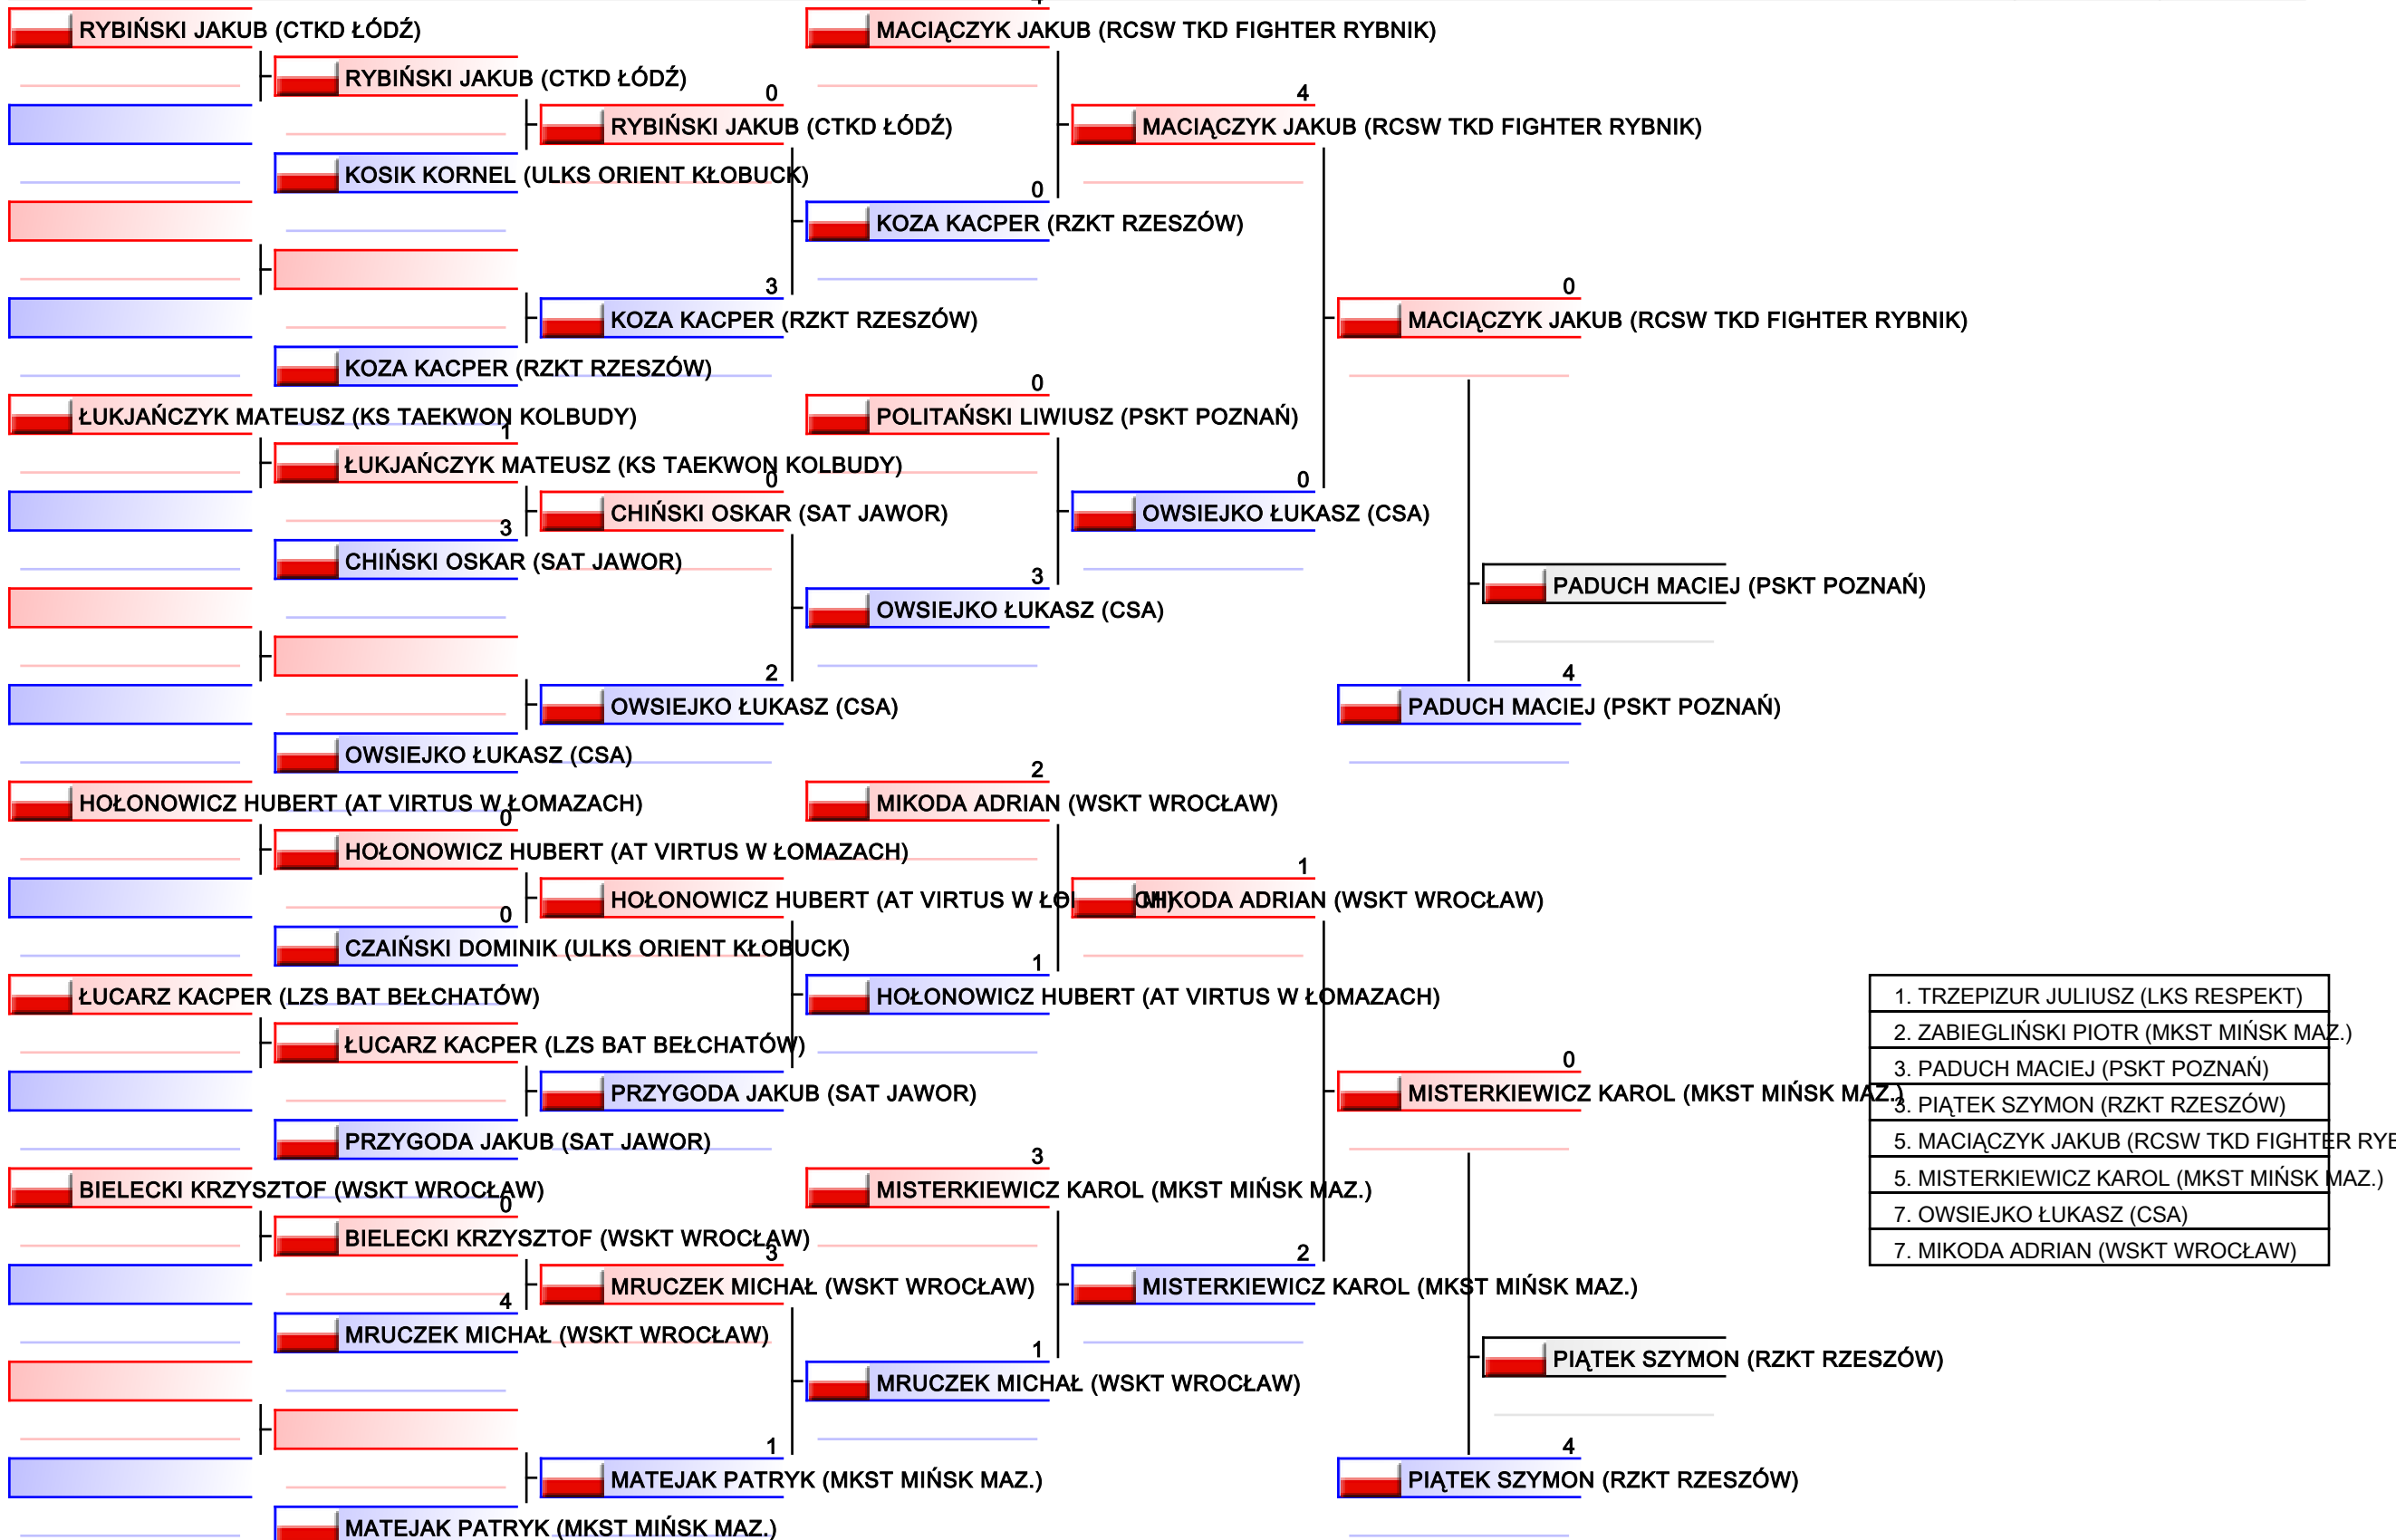 4
RYBIŃSKI JAKUB (CTKD ŁÓDŹ)
MACIĄCZYK JAKUB (RCSW TKD FIGHTER RYBNIK)
RYBIŃSKI JAKUB (CTKD ŁÓDŹ)
0
4
RYBIŃSKI JAKUB (CTKD ŁÓDŹ)
MACIĄCZYK JAKUB (RCSW TKD FIGHTER RYBNIK)
KOSIK KORNEL (ULKS ORIENT KŁOBUCK)
0
KOZA KACPER (RZKT RZESZÓW)
3
0
KOZA KACPER (RZKT RZESZÓW)
MACIĄCZYK JAKUB (RCSW TKD FIGHTER RYBNIK)
KOZA KACPER (RZKT RZESZÓW)
0
ŁUKJAŃCZYK MATEUSZ (KS TAEKWON KOLBUDY)
POLITAŃSKI LIWIUSZ (PSKT POZNAŃ)
1
ŁUKJAŃCZYK MATEUSZ (KS TAEKWON KOLBUDY)
0
0
CHIŃSKI OSKAR (SAT JAWOR)
OWSIEJKO ŁUKASZ (CSA)
3
CHIŃSKI OSKAR (SAT JAWOR)
3
PADUCH MACIEJ (PSKT POZNAŃ)
OWSIEJKO ŁUKASZ (CSA)
2
4
OWSIEJKO ŁUKASZ (CSA)
PADUCH MACIEJ (PSKT POZNAŃ)
OWSIEJKO ŁUKASZ (CSA)
2
HOŁONOWICZ HUBERT (AT VIRTUS W ŁOMAZACH)
MIKODA ADRIAN (WSKT WROCŁAW)
0
HOŁONOWICZ HUBERT (AT VIRTUS W ŁOMAZACH)
1
HOŁONOWICZ HUBERT (AT VIRTUS W
MIKODA ADRIAN (WSKT WROCŁAW)
0
CZAIŃSKI DOMINIK (ULKS ORIENT KŁOBUCK)
1
ŁUCARZ KACPER (LZS BAT BEŁCHATÓW)
HOŁONOWICZ HUBERT (AT VIRTUS W ŁOMAZACH)
1. TRZEPIZUR JULIUSZ (LKS RESPEKT)
2. ZABIEGLIŃSKI PIOTR (MKST MIŃSK MAZ.)
ŁUCARZ KACPER (LZS BAT BEŁCHATÓW)
0
3. PADUCH MACIEJ (PSKT POZNAŃ)
PRZYGODA JAKUB (SAT JAWOR)
MISTERKIEWICZ KAROL (MKST MIŃSK MAZ.)
3. PIĄTEK SZYMON (RZKT RZESZÓW)
PRZYGODA JAKUB (SAT JAWOR)
5. MACIĄCZYK JAKUB (RCSW TKD FIGHTER
3
BIELECKI KRZYSZTOF (WSKT WROCŁAW)
MISTERKIEWICZ KAROL (MKST MIŃSK MAZ.)
5. MISTERKIEWICZ KAROL (MKST MIŃSK MAZ.)
0
7. OWSIEJKO ŁUKASZ (CSA)
BIELECKI KRZYSZTOF (WSKT WROCŁAW)
3
2
7. MIKODA ADRIAN (WSKT WROCŁAW)
MRUCZEK MICHAŁ (WSKT WROCŁAW)
MISTERKIEWICZ KAROL (MKST MIŃSK MAZ.)
4
MRUCZEK MICHAŁ (WSKT WROCŁAW)
1
PIĄTEK SZYMON (RZKT RZESZÓW)
MRUCZEK MICHAŁ (WSKT WROCŁAW)
1
4
MATEJAK PATRYK (MKST MIŃSK MAZ.)
PIĄTEK SZYMON (RZKT RZESZÓW)
MATEJAK PATRYK (MKST MIŃSK MAZ.)